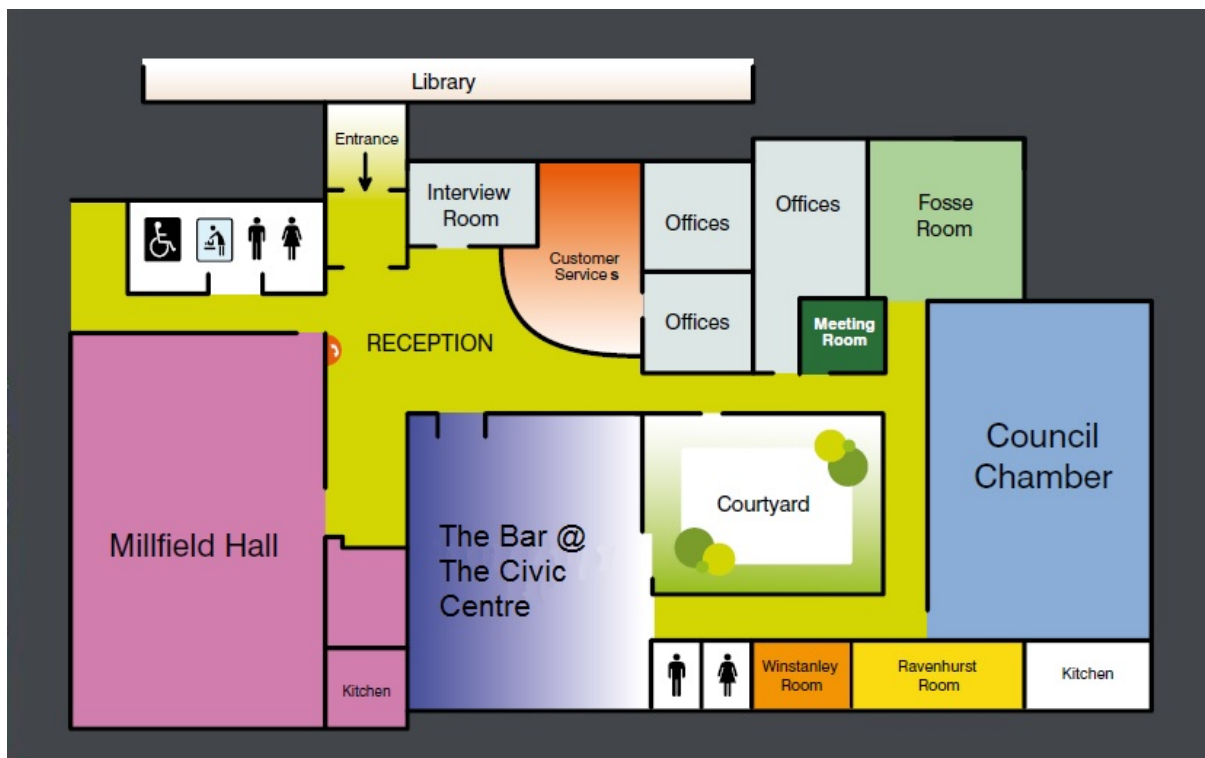 Library
Entrance
Interview
Room
Customer
Service s
Offices
Offices
Offices
Fosse
Room
Meeting
Room
RECEPTION
Council
Chamber
Millfield Hall
The Bar @
The Civic
Centre
Courtyard
Kitchen
Winstanley
Room
Ravenhurst
Room
Kitchen